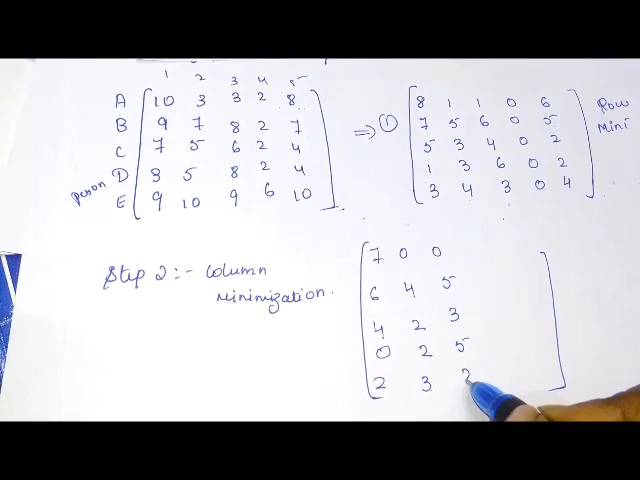 1 2 3 4 5
A 10 3 3 2 8
B 9 7 8 2 7
C 7 5 6 2 4
person D 3 5 8 2 4
E 9 10 9 6 10
⇒ ① 8 1 1 0 6 Row
7 5 6 0 5 Mini
5 3 4 0 2
1 3 6 0 2
3 4 3 0 4
Step 2:- column
minimization.
7 0 0
6 4 5
4 2 3
0 2 5
2 3 2